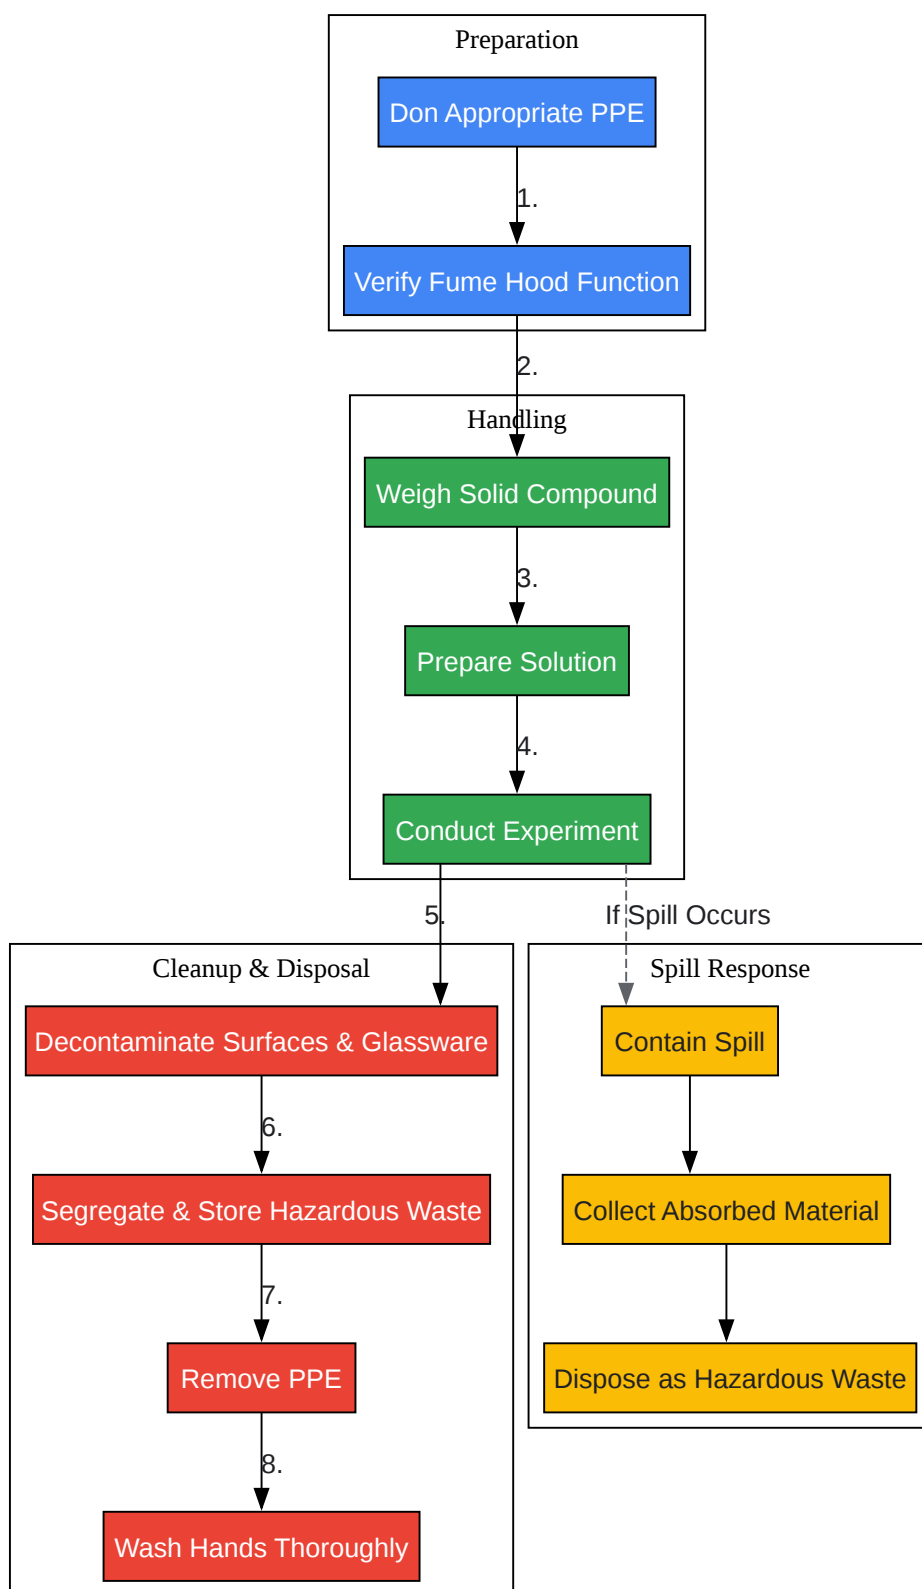 Preparation
Don Appropriate PPE
1.
Verify Fume Hood Function
2.
Handling
Weigh Solid Compound
3.
Prepare Solution
4.
Conduct Experiment
5.
If Spill Occurs
Cleanup & Disposal
Decontaminate Surfaces & Glassware
6.
Segregate & Store Hazardous Waste
7.
Remove PPE
8.
Wash Hands Thoroughly
Spill Response
Contain Spill
Collect Absorbed Material
Dispose as Hazardous Waste